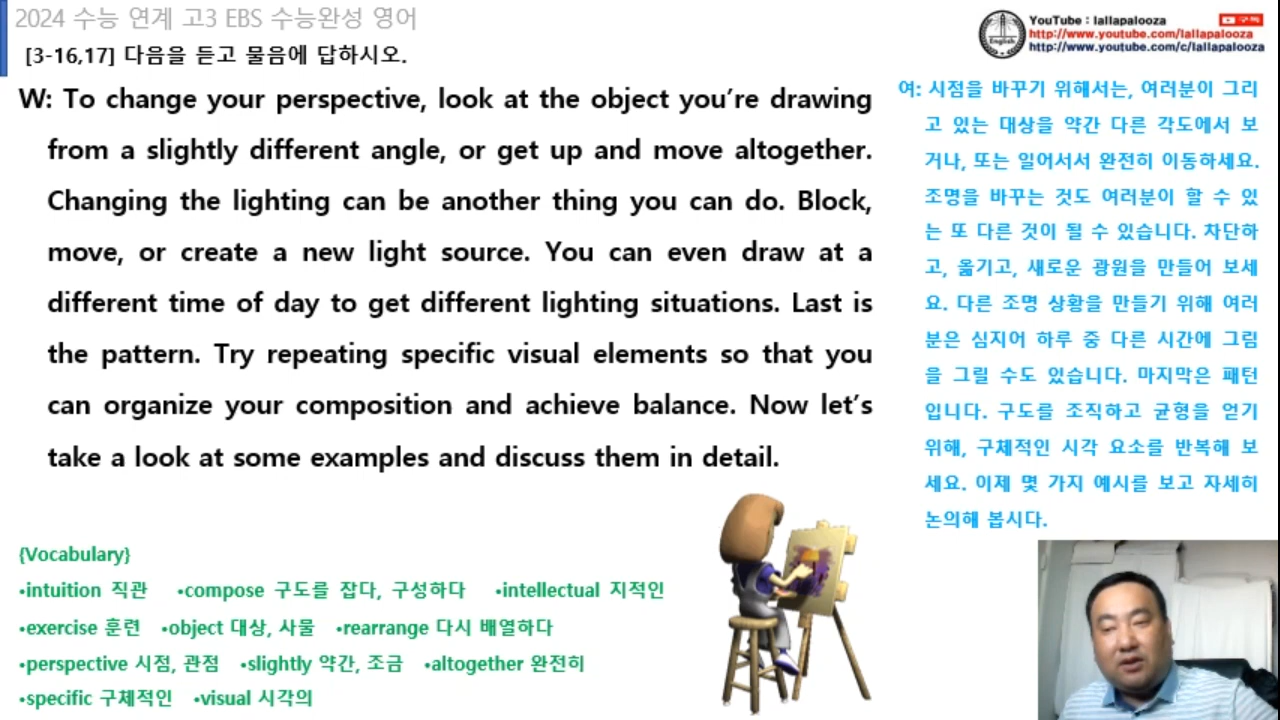 2024 수능 연계 고3 EBS 수능완성 영어
[3-16,17] 다음을 듣고 물음에 답하시오.
English
YouTube : lallapalooza
구독
http://www.youtube.com/lallapalooza
http://www.youtube.com/c/lallapalooza
W: To change your perspective, look at the object you’re drawing
from a slightly different angle, or get up and move altogether.
Changing the lighting can be another thing you can do. Block,
move, or create a new light source. You can even draw at a
different time of day to get different lighting situations. Last is
the pattern. Try repeating specific visual elements so that you
can organize your composition and achieve balance. Now let’s
take a look at some examples and discuss them in detail.
여: 시점을 바꾸기 위해서는, 여러분이 그리
고 있는 대상을 약간 다른 각도에서 보
거나, 또는 일어서서 완전히 이동하세요.
조명을 바꾸는 것도 여러분이 할 수 있
는 또 다른 것이 될 수 있습니다. 차단하
고, 옮기고, 새로운 광원을 만들어 보세
요. 다른 조명 상황을 만들기 위해 여러
분은 심지어 하루 중 다른 시간에 그림
을 그릴 수도 있습니다. 마지막은 패턴
입니다. 구도를 조직하고 균형을 얻기
위해, 구체적인 시각 요소를 반복해 보
세요. 이제 몇 가지 예시를 보고 자세히
논의해 봅시다.
{Vocabulary}
•intuition 직관 •compose 구도를 잡다, 구성하다 •intellectual 지적인
•exercise 훈련 •object 대상, 사물 •rearrange 다시 배열하다
•perspective 시점, 관점 •slightly 약간, 조금 •altogether 완전히
•specific 구체적인 •visual 시각의